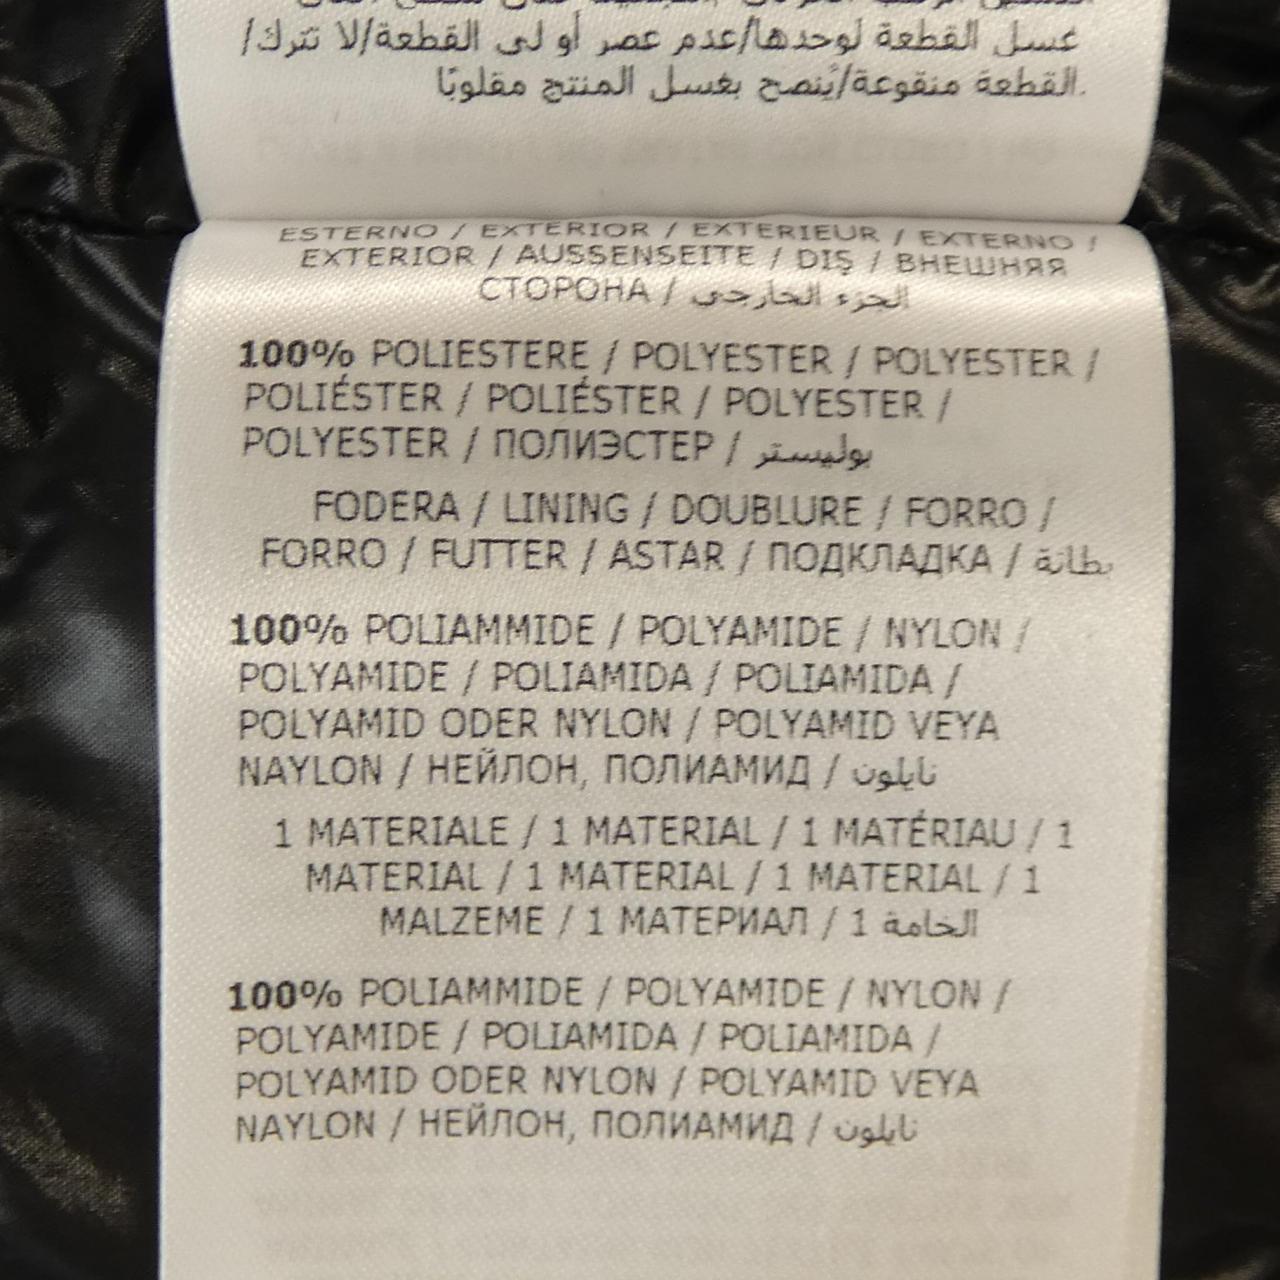 غسل القطعة لوحدها/عدم عصر أو لى القطعة/لا تترك/
القطعة منقوعة/يُنصح بغسل المنتج مقلوبًا.
ESTERNO / EXTERIOR / EXTERIEUR / EXTERNO /
EXTERIOR / AUSSENSEITE / DIŞ / ВНЕШНЯЯ
СТОРОНА / الجزء الخارجى
100% POLIESTERE / POLYESTER / POLYESTER /
POLIÉSTER / POLIÉSTER / POLYESTER /
POLYESTER / ПОЛИЭСТЕР / بوليستر
FODERA / LINING / DOUBLURE / FORRO /
FORRO / FUTTER / ASTAR / ПОДКЛАДКА / بطانة
100% POLIAMMIDE / POLYAMIDE / NYLON /
POLYAMIDE / POLIAMIDA / POLIAMIDA /
POLYAMID ODER NYLON / POLYAMID VEYA
NAYLON / НЕЙЛОН, ПОЛИАМИД / نايلون
1 MATERIALE / 1 MATERIAL / 1 MATÉRIAU / 1
MATERIAL / 1 MATERIAL / 1 MATERIAL / 1
MALZEME / 1 МАТЕРИАЛ / 1 الخامة
100% POLIAMMIDE / POLYAMIDE / NYLON /
POLYAMIDE / POLIAMIDA / POLIAMIDA /
POLYAMID ODER NYLON / POLYAMID VEYA
NAYLON / НЕЙЛОН, ПОЛИАМИД / نايلون